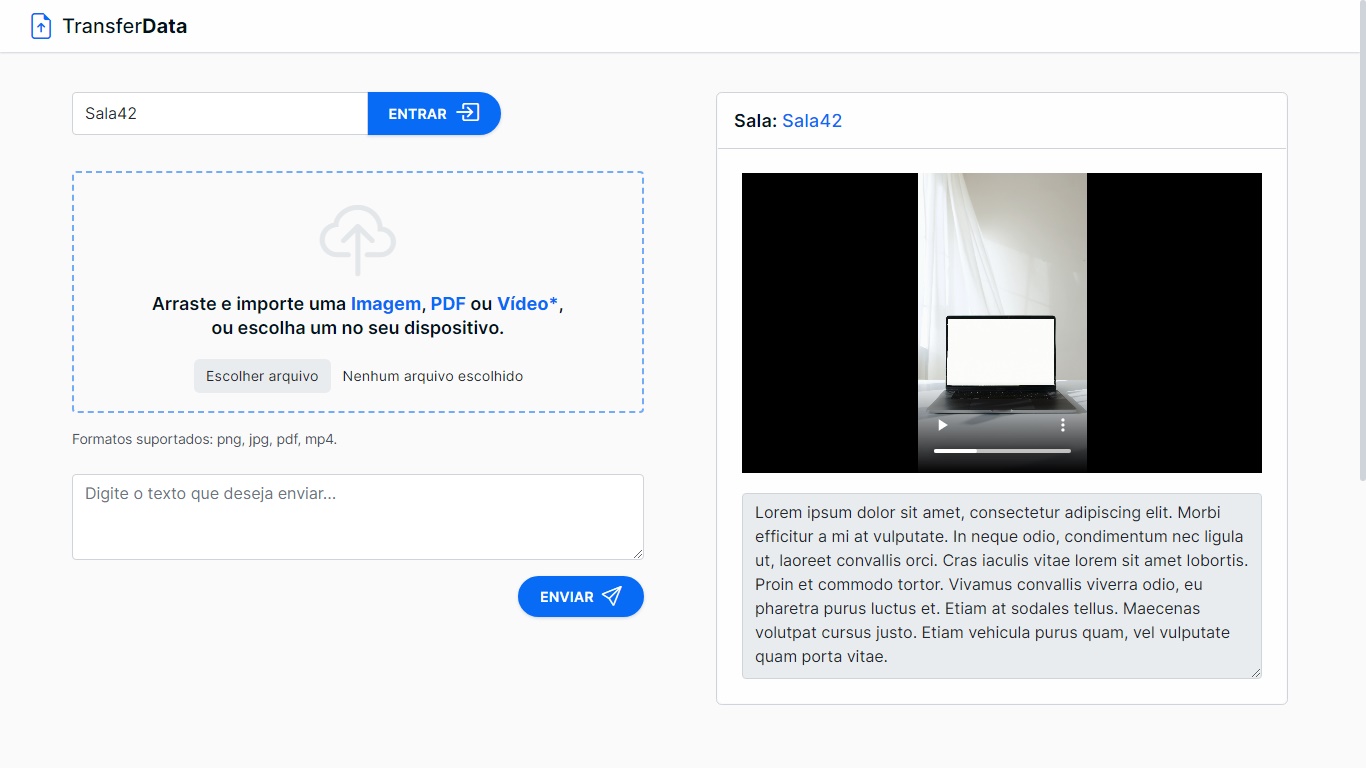 TransferData
Sala42
ENTRAR
Arraste e importe uma Imagem, PDF ou Vídeo*,
ou escolha um no seu dispositivo.
Escolher arquivo Nenhum arquivo escolhido
Formatos suportados: png, jpg, pdf, mp4.
Digite o texto que deseja enviar...
ENVIAR
Sala: Sala42
Lorem ipsum dolor sit amet, consectetur adipiscing elit. Morbi
efficitur a mi at vulputate. In neque odio, condimentum nec ligula
ut, laoreet convallis orci. Cras iaculis vitae lorem sit amet lobortis.
Proin et commodo tortor. Vivamus convallis viverra odio, eu
pharetra purus luctus et. Etiam at sodales tellus. Maecenas
volutpat cursus justo. Etiam vehicula purus quam, vel vulputate
quam porta vitae.